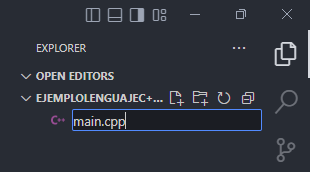 EXPLORER
OPEN EDITORS
EJEMPLOLENGUAJEC+...
main.cpp